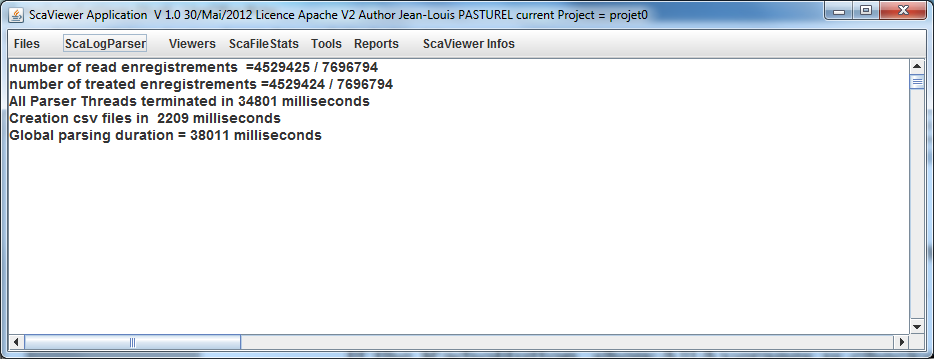 ScaViewer Application  V 1.0 30/Mai/2012 Licence Apache V2 Author Jean-Louis PASTUREL current Project = projet0
Files ScaLogParser Viewers ScaFileStats Tools Reports ScaViewer Infos
number of read enregistrements  =4529425 / 7696794
number of treated enregistrements =4529424 / 7696794
All Parser Threads terminated in 34801 milliseconds
Creation csv files in  2209 milliseconds
Global parsing duration = 38011 milliseconds